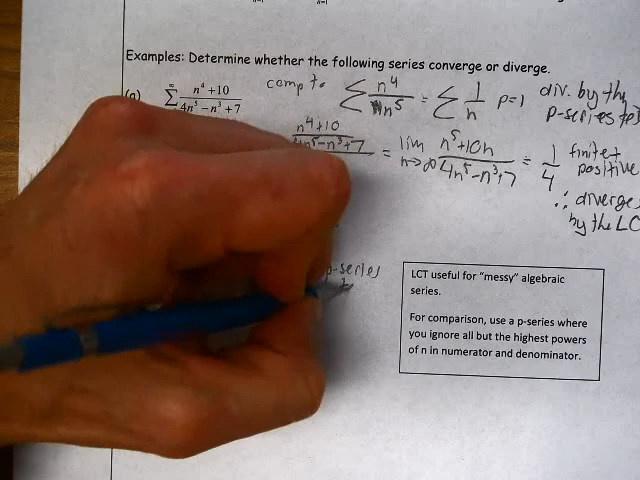 Examples: Determine whether the following series converge or diverge.
(a) ∞ ∑ n⁴ + 10 / 4n⁵ − n³ + 7
comp to ∑ n⁴ / n⁵ = ∑ 1 / n p=1 div. by the
p-series
n⁴+10 / 4n⁵−n³+7 = lim n→∞ n⁵+10n / 4n⁵−n³+7 = 1/4 finite +
positive
∴ diverges
by the LC
p-series
LCT useful for "messy" algebraic
series.
For comparison, use a p-series where
you ignore all but the highest powers
of n in numerator and denominator.